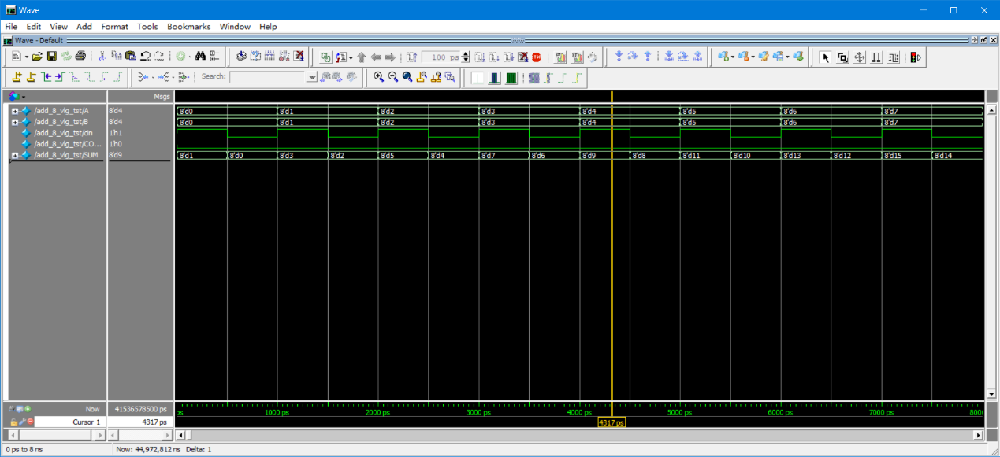 Wave
File Edit View Add Format Tools Bookmarks Window Help
Wave - Default
100 ps
Search:
Msgs
/add_8_vig_tst/A 8'd4 8'd0 8'd1 8'd2 8'd3 8'd4 8'd5 8'd6 8'd7
/add_8_vig_tst/B 8'd4 8'd0 8'd1 8'd2 8'd3 8'd4 8'd5 8'd6 8'd7
/add_8_vig_tst/cin 1'h1
/add_8_vig_tst/CO... 1'h0
/add_8_vig_tst/SUM 8'd9 8'd1 8'd0 8'd3 8'd2 8'd5 8'd4 8'd7 8'd6 8'd9 8'd8 8'd11 8'd10 8'd13 8'd12 8'd15 8'd14
Now 41536578500 ps ps 1000 ps 2000 ps 3000 ps 4000 ps 5000 ps 6000 ps 7000 ps 8000
Cursor 1 4317 ps 4317 ps
0 ps to 8 ns Now: 44,972,812 ns Delta: 1